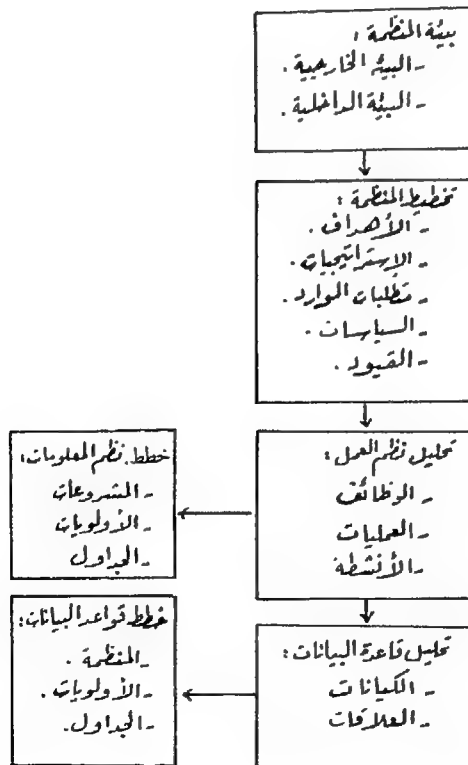 بيئة المنظمة :
- البيئه الخارجية .
- البيئة الداخلية .
تخطيط المنظمة :
- الأهداف .
- الإستراتيجيات .
- متطلبات الموارد .
- السياسات .
- القيود .
تحليل نظم العمل :
- الوظائف
- العمليات
- الأنشطة
خطط نظم المعلومات :
- المشروعات
- الأولويات
- الجداول
تحليل قاعدة البيانات :
- الكيانات
- العلاقات
خطط قواعد البيانات :
- المنظمة .
- الأولويات .
- الجداول .